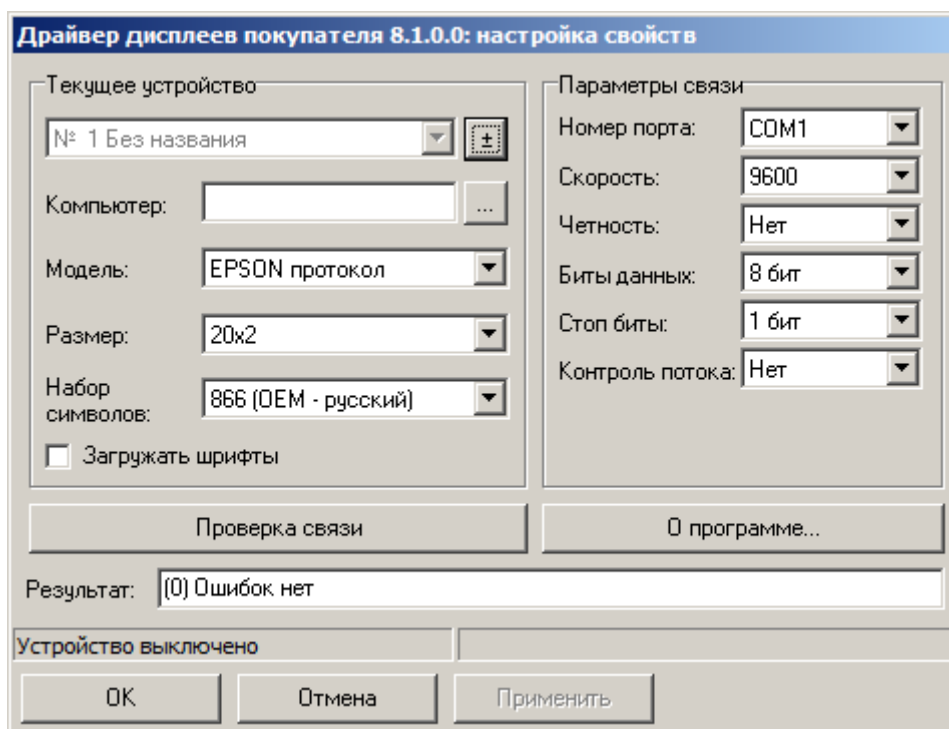 Драйвер дисплеев покупателя 8.1.0.0: настройка свойств
Текущее устройство
№ 1 Без названия
±
Компьютер:
...
Модель: EPSON протокол
Размер: 20x2
Набор
символов: 866 (OEM - русский)
Загружать шрифты
Параметры связи
Номер порта: COM1
Скорость: 9600
Четность: Нет
Биты данных: 8 бит
Стоп биты: 1 бит
Контроль потока: Нет
Проверка связи
О программе...
Результат: (0) Ошибок нет
Устройство выключено
OK Отмена Применить